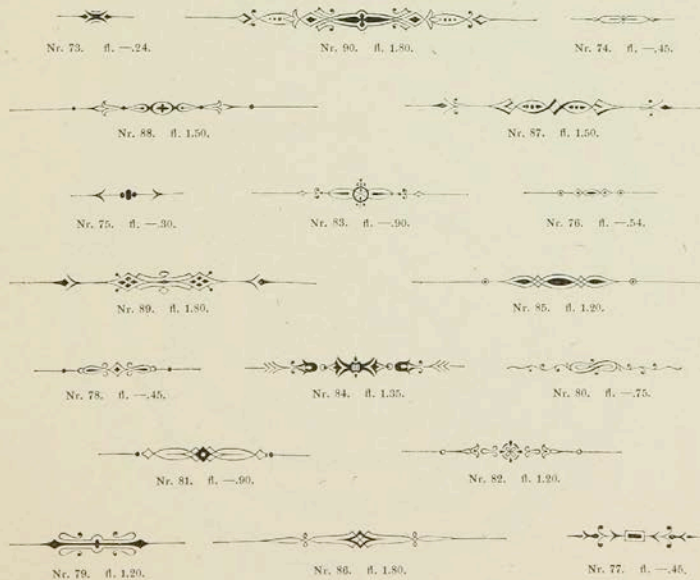 Nr. 73. fl. —.24.
Nr. 90. fl. 1.80.
Nr. 74. fl. —.45.
Nr. 88. fl. 1.50.
Nr. 87. fl. 1.50.
Nr. 75. fl. —.30.
Nr. 83. fl. —.90.
Nr. 76. fl. —.54.
Nr. 89. fl. 1.80.
Nr. 85. fl. 1.20.
Nr. 78. fl. —.45.
Nr. 84. fl. 1.35.
Nr. 80. fl. —.75.
Nr. 81. fl. —.90.
Nr. 82. fl. 1.20.
Nr. 79. fl. 1.20.
Nr. 86. fl. 1.80.
Nr. 77. fl. —.45.